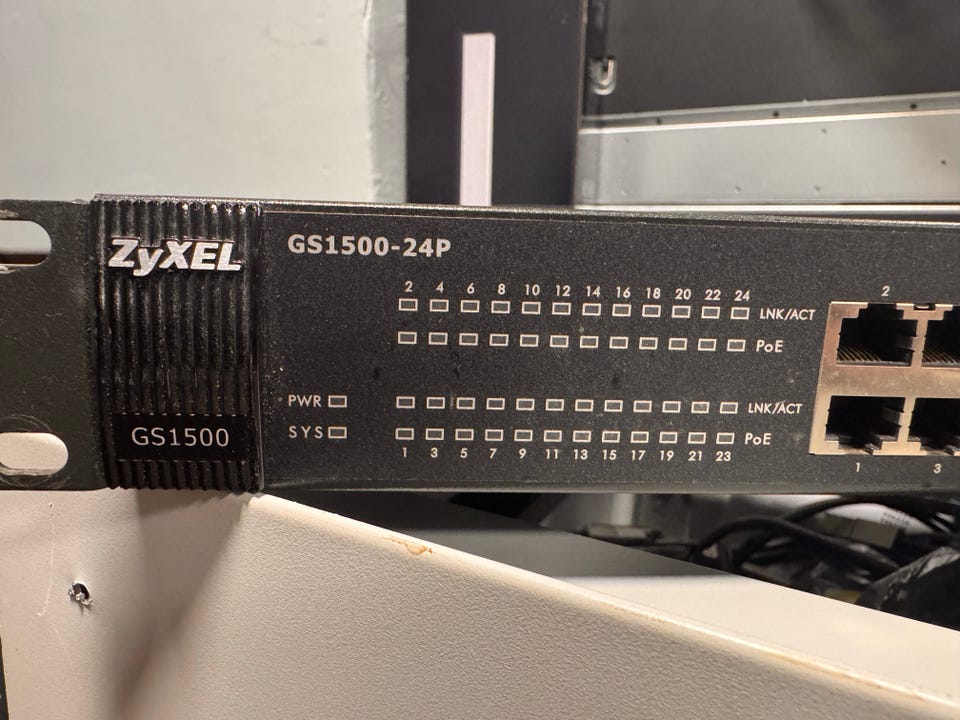 ZyXEL
GS1500-24P
2 4 6 8 10 12 14 16 18 20 22 24
LNK/ACT
PoE
PWR
LNK/ACT
SYS
PoE
1 3 5 7 9 11 13 15 17 19 21 23
GS1500
2
1 3